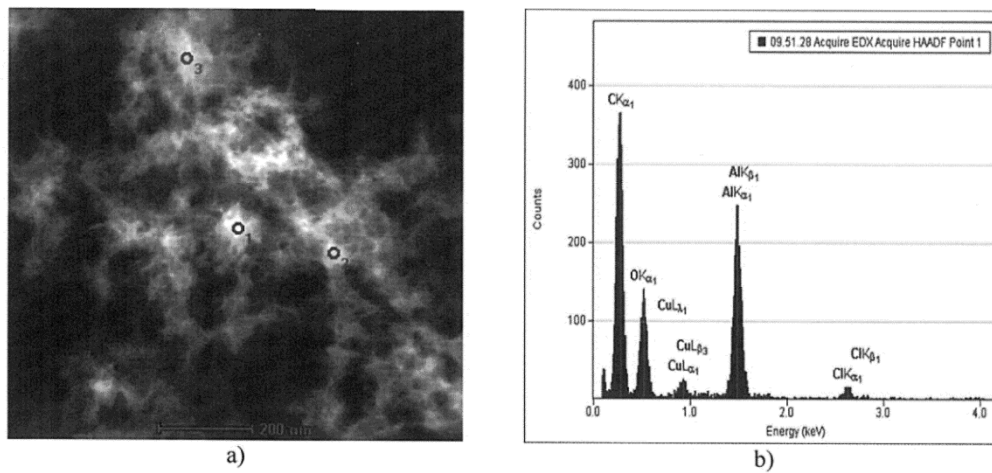 3
1
2
200 nm
a)
09.51.28 Acquire EDX Acquire HAADF Point 1
400
300
200
100
Counts
CKα1
OKα1
CuLλ1
CuLβ3
CuLα1
AlKβ1
AlKα1
ClKβ1
ClKα1
0.0 1.0 2.0 3.0 4.0
Energy (keV)
b)